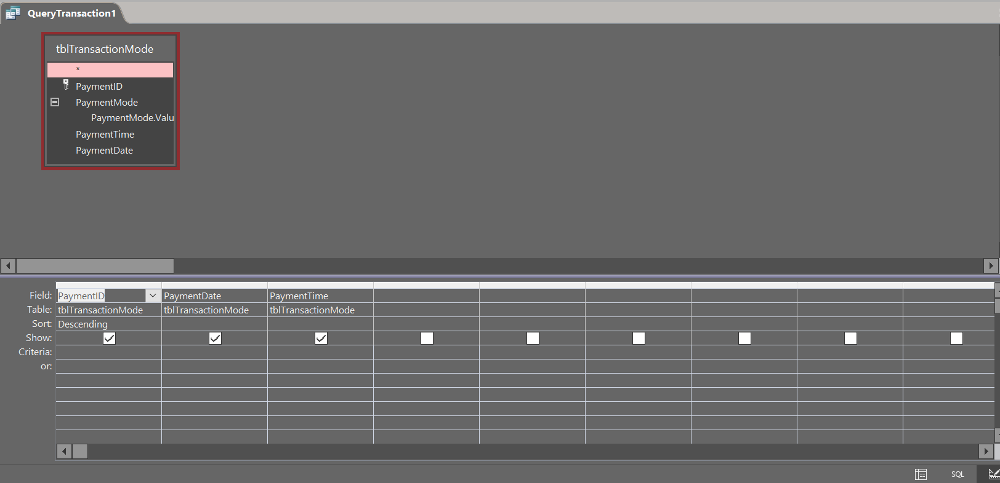 QueryTransaction1
tblTransactionMode
*
PaymentID
PaymentMode
PaymentMode.Valu
PaymentTime
PaymentDate
Field: PaymentID PaymentDate PaymentTime
Table: tblTransactionMode tblTransactionMode tblTransactionMode
Sort: Descending
Show:
Criteria:
or:
SQL